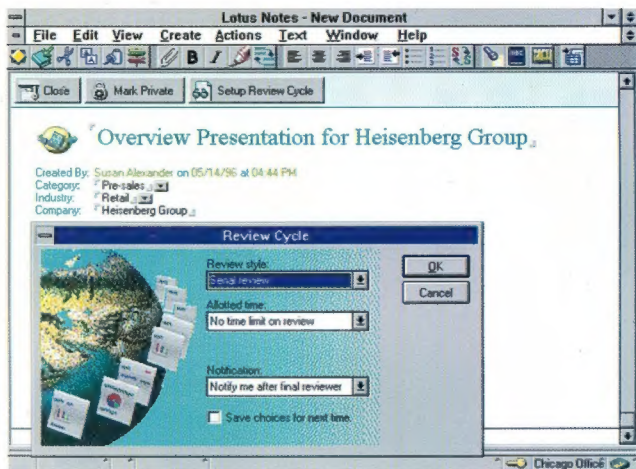 Lotus Notes - New Document
File Edit View Create Actions Text Window Help
B I
Close Mark Private Setup Review Cycle
Overview Presentation for Heisenberg Group
Created By: Susan Alexander on 05/14/96 at 04:44 PM
Category: Pre-sales
Industry: Retail
Company: Heisenberg Group
Review Cycle
Review style:
Serial review
OK
Cancel
Allotted time:
No time limit on review
Notification:
Notify me after final reviewer
Save choices for next time.
Chicago Office